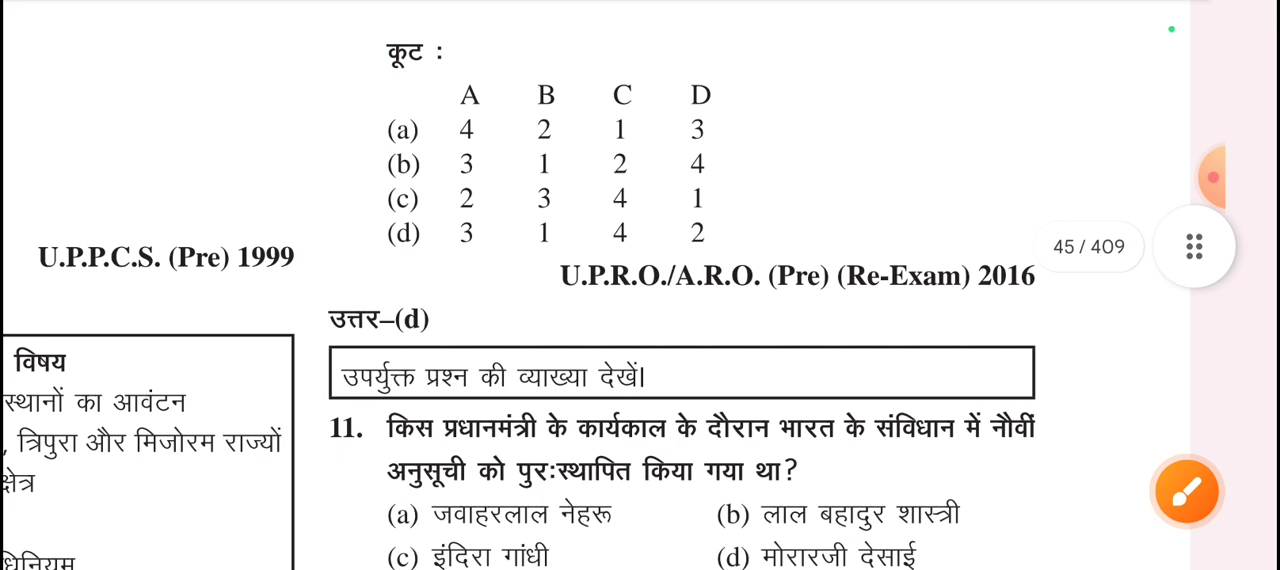 कूट :
A B C D
(a) 4 2 1 3
(b) 3 1 2 4
(c) 2 3 4 1
(d) 3 1 4 2
U.P.P.C.S. (Pre) 1999
45 / 409
U.P.R.O./A.R.O. (Pre) (Re-Exam) 2016
उत्तर–(d)
विषय
स्थानों का आवंटन
, त्रिपुरा और मिजोरम राज्यों
क्षेत्र
उपर्युक्त प्रश्न की व्याख्या देखें।
11. किस प्रधानमंत्री के कार्यकाल के दौरान भारत के संविधान में नौवीं
अनुसूची को पुरःस्थापित किया गया था?
(a) जवाहरलाल नेहरू (b) लाल बहादुर शास्त्री
(c) इंदिरा गांधी (d) मोरारजी देसाई